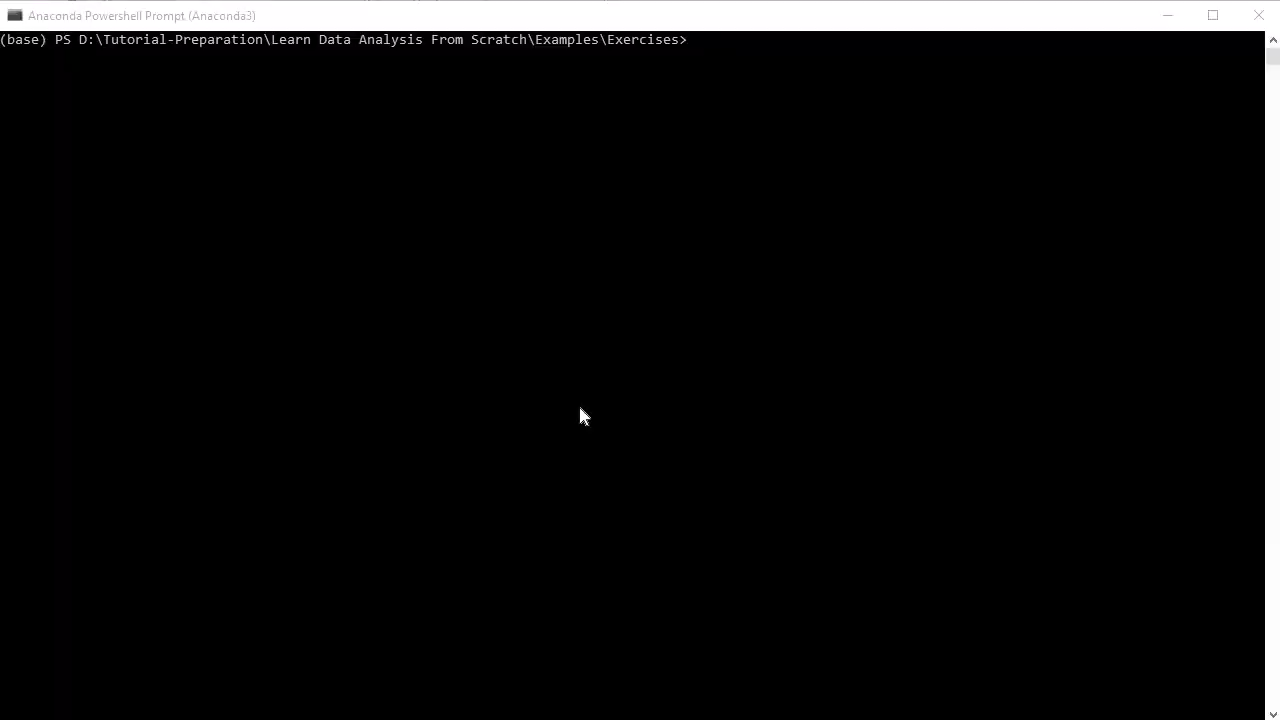 Anaconda Powershell Prompt (Anaconda3)
(base) PS D:\Tutorial-Preparation\Learn Data Analysis From Scratch\Examples\Exercises>